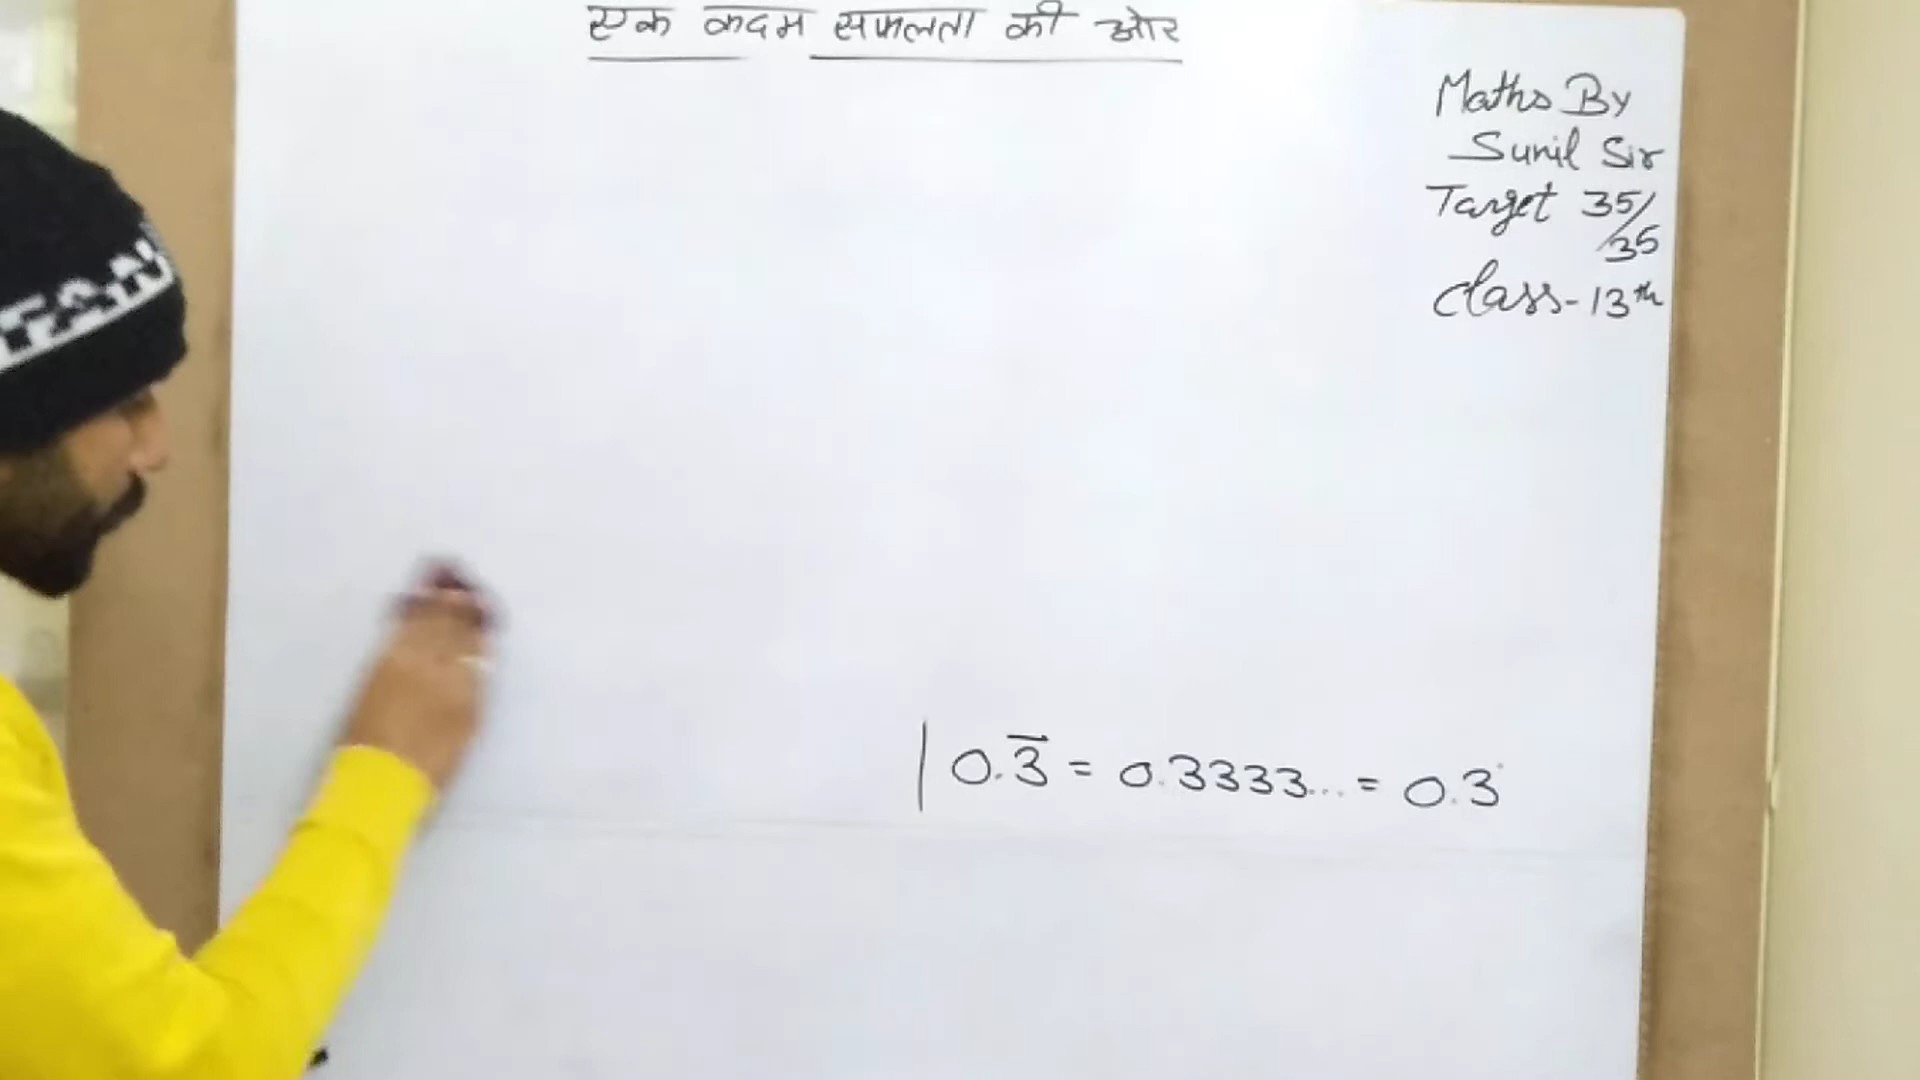 एक कदम सफलता की ओर
Maths By
Sunil Sir
Target 35/
35
Class-13th
0.3̅ = 0.3333... = 0.3̇